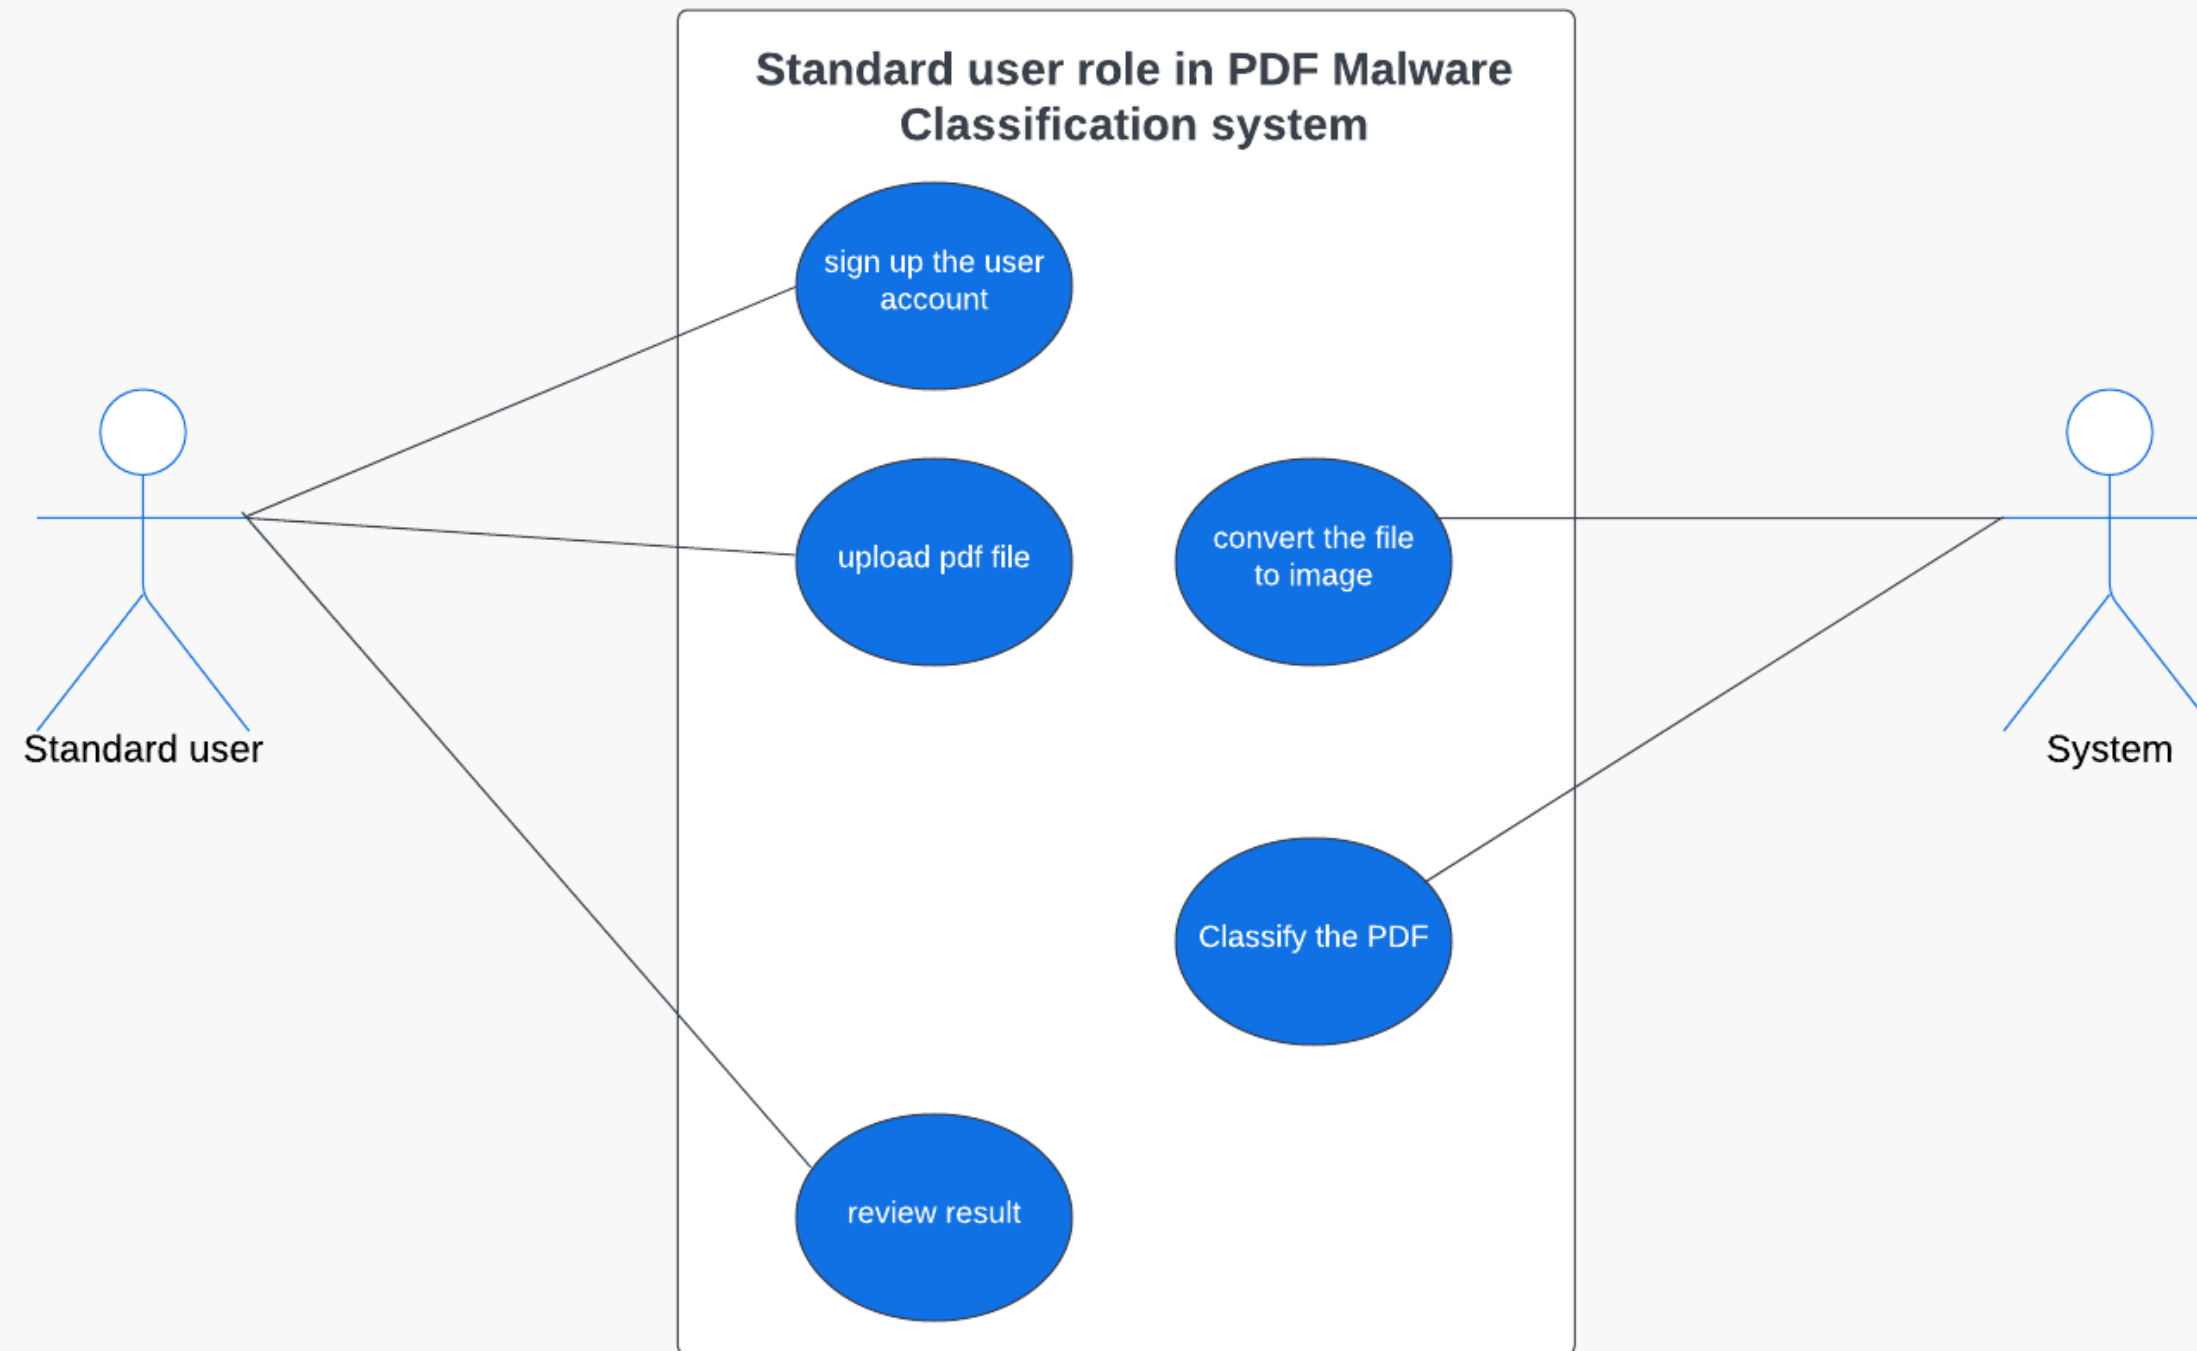 Standard user role in PDF Malware
Classification system
sign up the user
account
upload pdf file
convert the file
to image
Standard user
System
Classify the PDF
review result